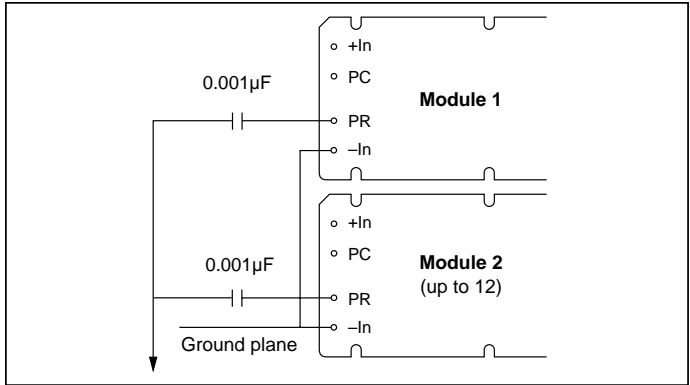 +In
PC
0.001µF
Module 1
PR
–In
+In
PC
0.001µF
Module 2
(up to 12)
PR
–In
Ground plane